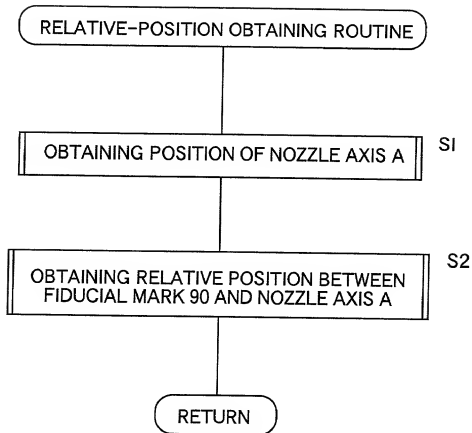 RELATIVE-POSITION OBTAINING ROUTINE
OBTAINING POSITION OF NOZZLE AXIS A
S1
OBTAINING RELATIVE POSITION BETWEEN
FIDUCIAL MARK 90 AND NOZZLE AXIS A
S2
RETURN